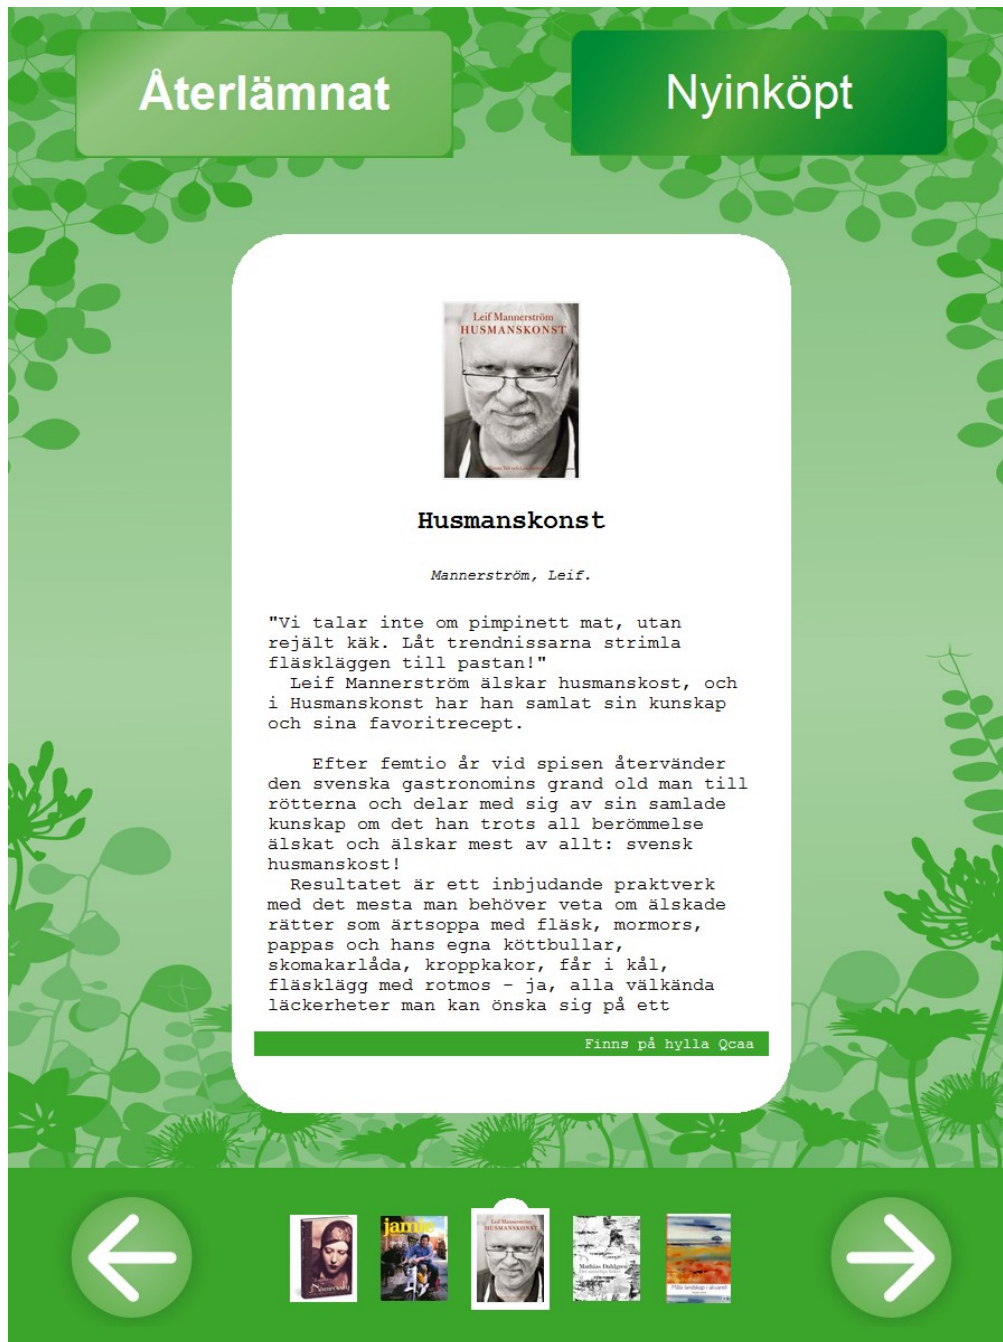 Återlämnat
Nyinköpt
Leif Mannerström
HUSMANSKONST
Husmanskonst
Mannerström, Leif.
"Vi talar inte om pimpinett mat, utan
rejält käk. Låt trendnissarna strimla
fläskläggen till pastan!"
Leif Mannerström älskar husmanskost, och
i Husmanskonst har han samlat sin kunskap
och sina favoritrecept.
Efter femtio år vid spisen återvänder
den svenska gastronomins grand old man till
rötterna och delar med sig av sin samlade
kunskap om det han trots all berömmelse
älskat och älskar mest av allt: svensk
husmanskost!
Resultatet är ett inbjudande praktverk
med det mesta man behöver veta om älskade
rätter som ärtsoppa med fläsk, mormors,
pappas och hans egna köttbullar,
skomakarlåda, kroppkakor, får i kål,
fläsklägg med rotmos – ja, alla välkända
läckerheter man kan önska sig på ett
Finns på hylla Qcaa
jamie
Leif Mannerström
HUSMANSKONST
Mathias Dahlgren
Måla landskap i akvarell